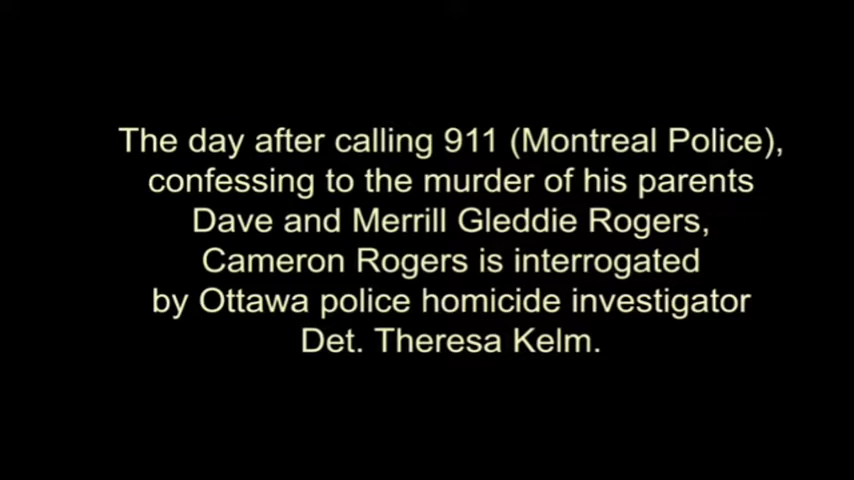 The day after calling 911 (Montreal Police),
confessing to the murder of his parents
Dave and Merrill Gleddie Rogers,
Cameron Rogers is interrogated
by Ottawa police homicide investigator
Det. Theresa Kelm.